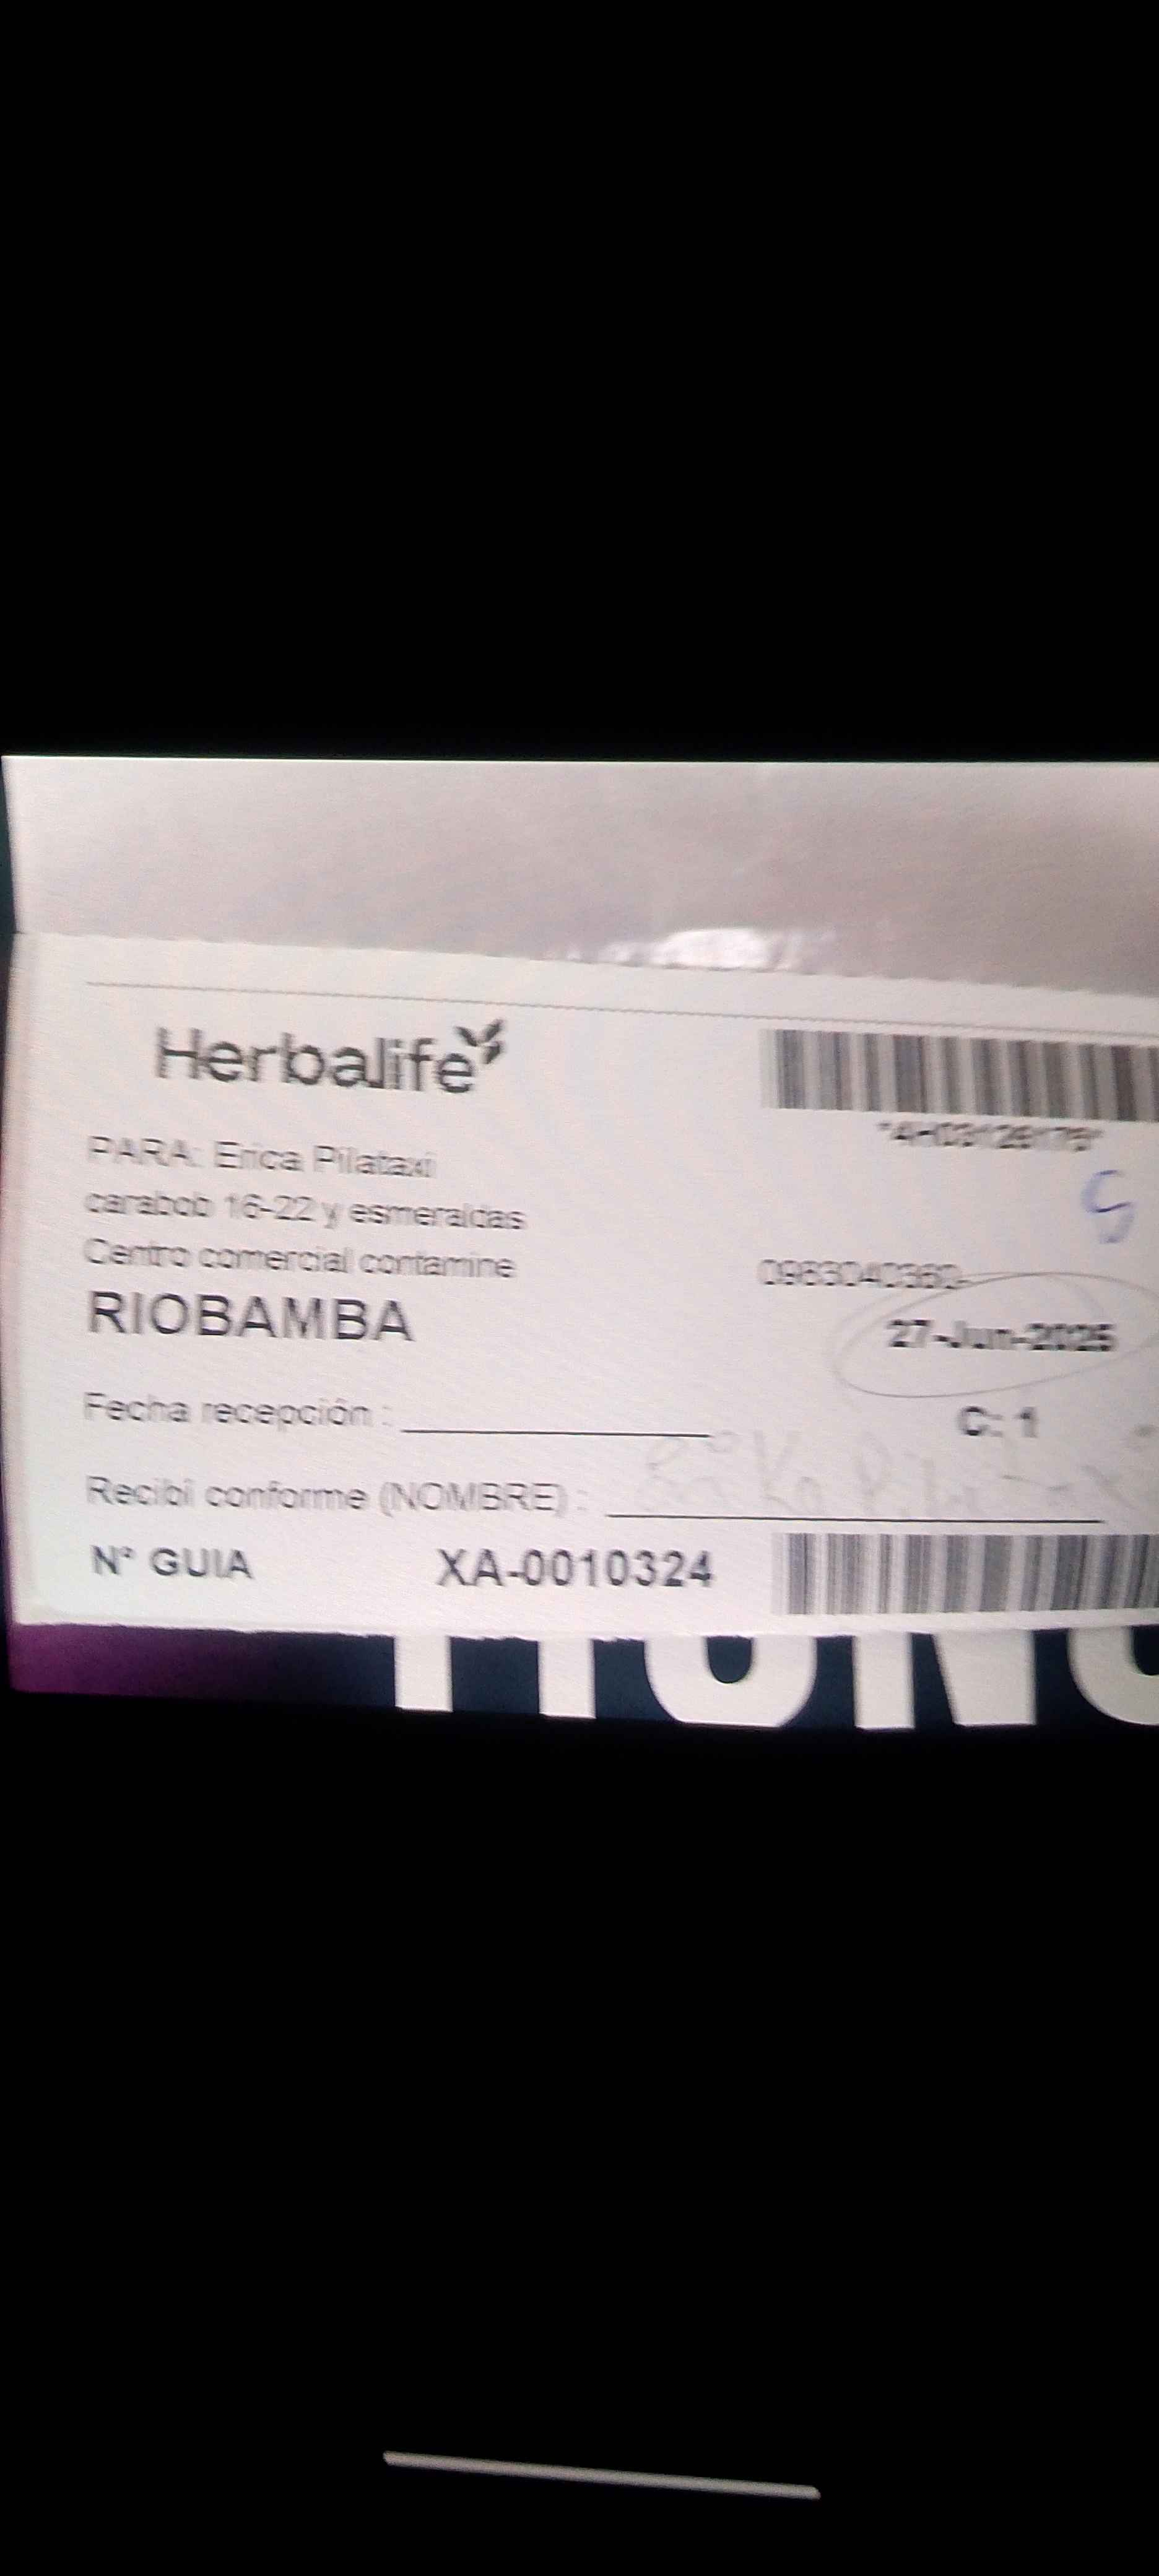 Herbalife
PARA: Erica Pilataxi
carabob 16-22 y esmeraldas
Centro comercial contamine
0983040360
RIOBAMBA
27-Jun-2025
Fecha recepción :
C: 1
Recibí conforme (NOMBRE) :
N° GUIA XA-0010324